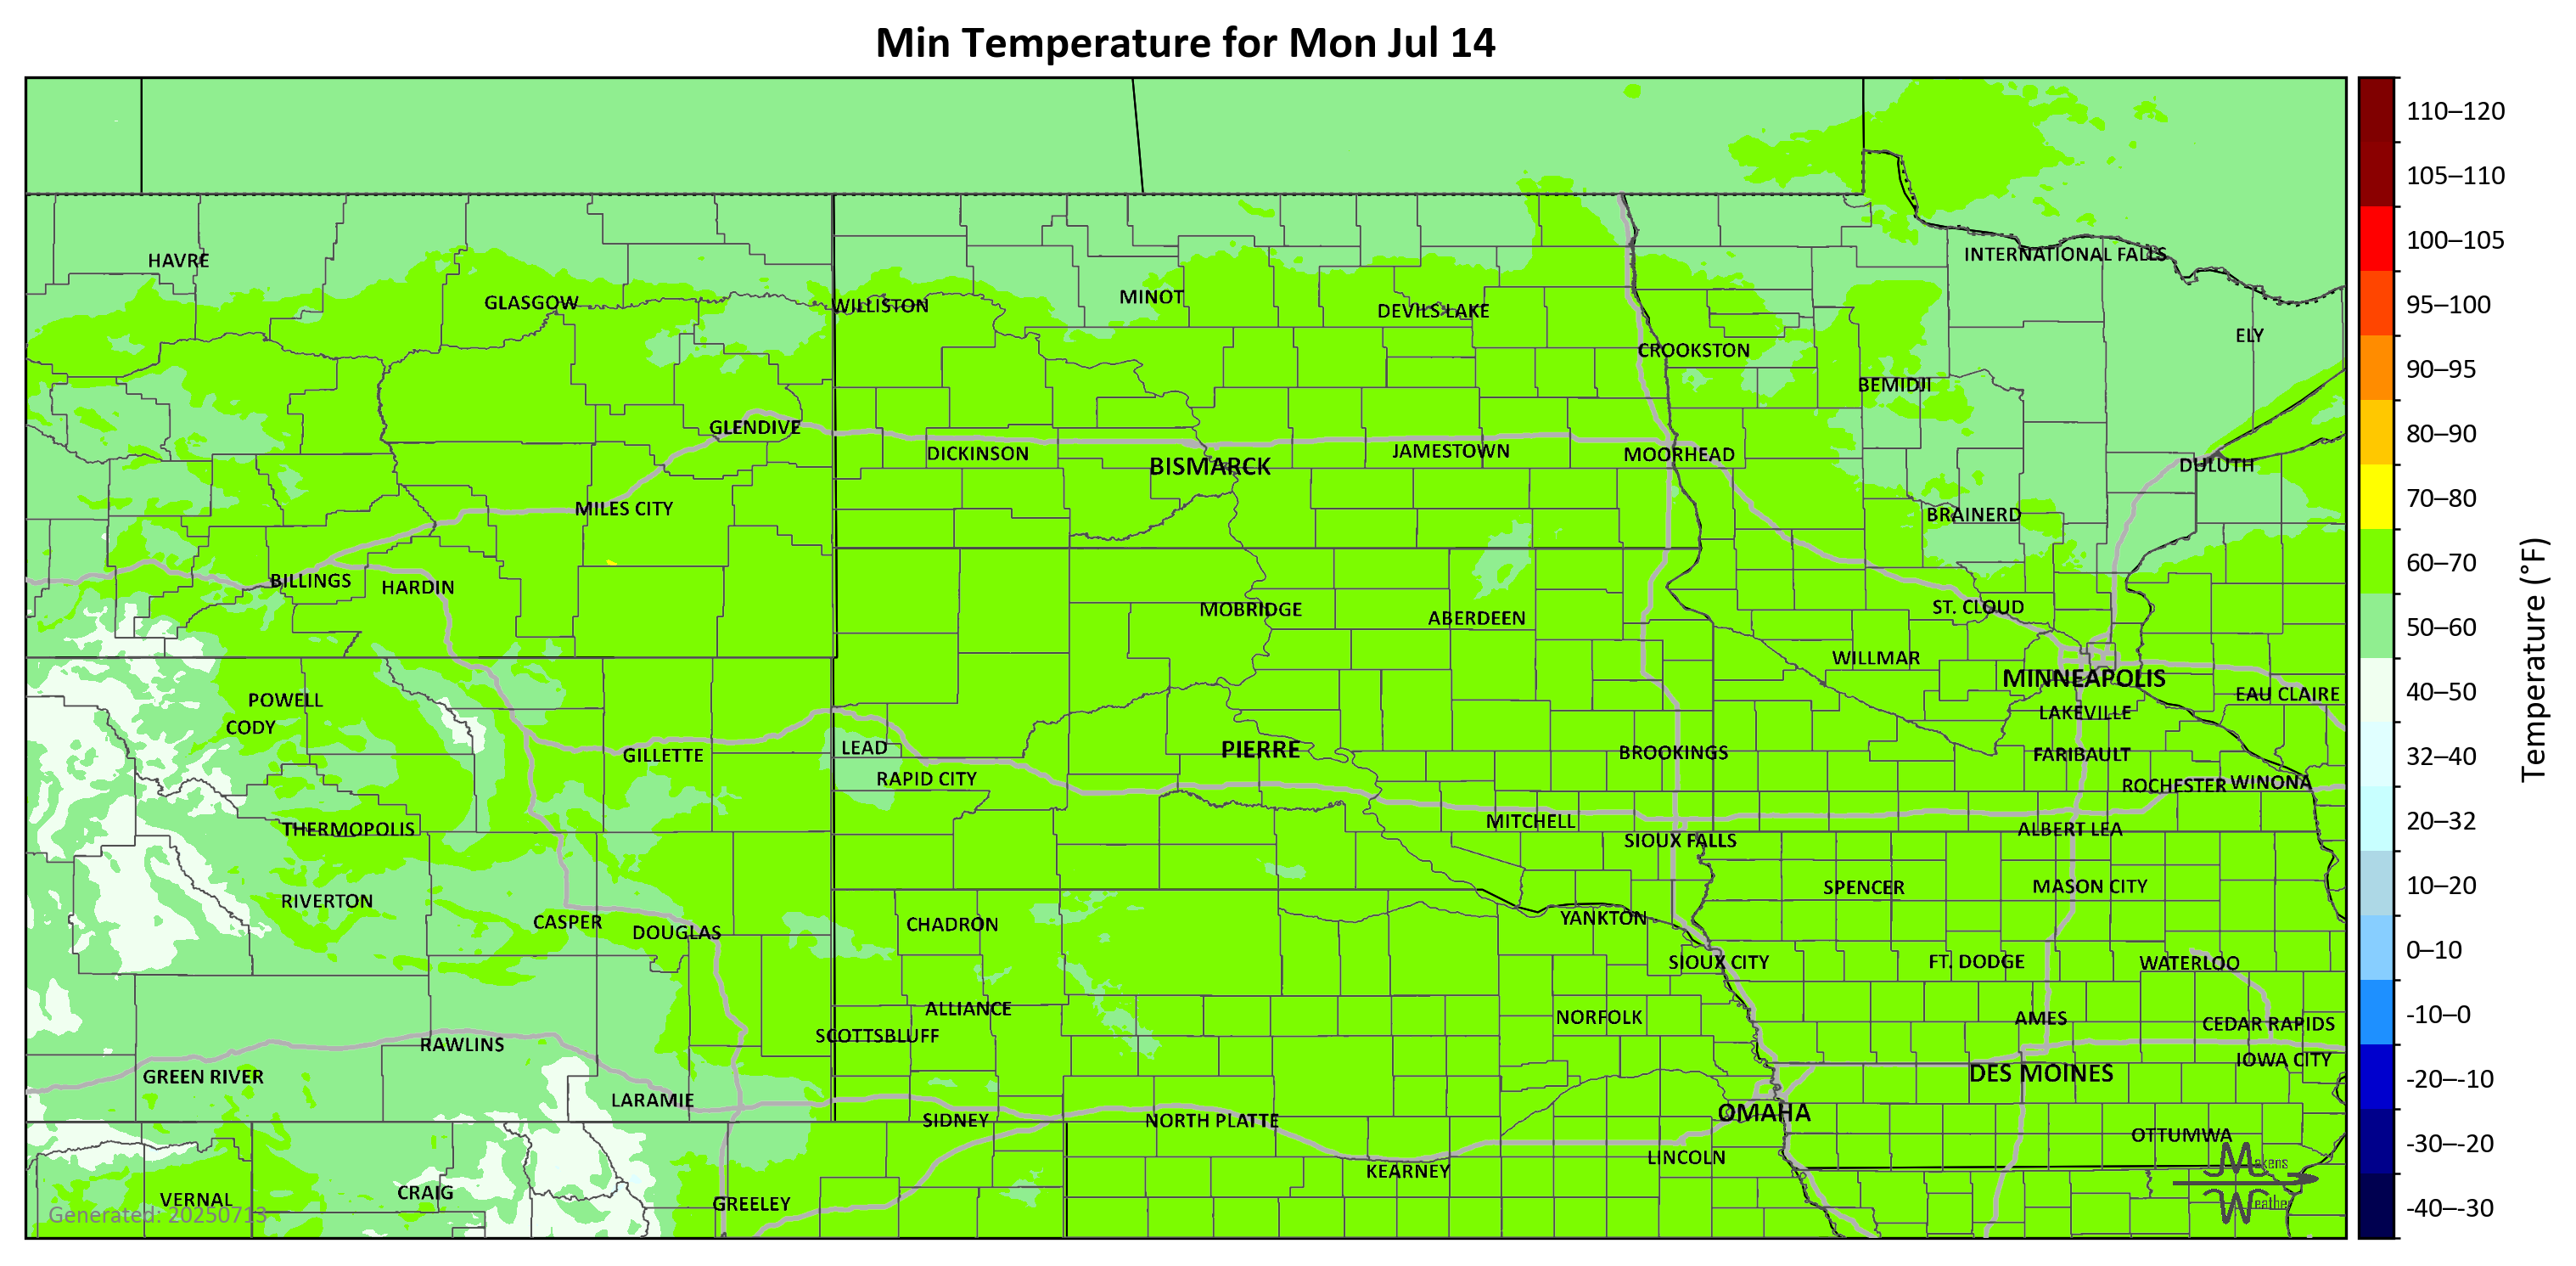 Min Temperature for Mon Jul 14
110–120
105–110
100–105
95–100
90–95
80–90
70–80
60–70
50–60
40–50
32–40
20–32
10–20
0–10
-10–0
-20–-10
-30–-20
-40–-30
Temperature (°F)
HAVRE
GLASGOW
WILLISTON
MINOT
DEVILS LAKE
INTERNATIONAL FALLS
ELY
CROOKSTON
BEMIDJI
GLENDIVE
DICKINSON
BISMARCK
JAMESTOWN
MOORHEAD
DULUTH
MILES CITY
BRAINERD
BILLINGS
HARDIN
MOBRIDGE
ABERDEEN
ST. CLOUD
WILLMAR
MINNEAPOLIS
EAU CLAIRE
POWELL
CODY
LAKEVILLE
GILLETTE
LEAD
PIERRE
BROOKINGS
FARIBAULT
RAPID CITY
ROCHESTER
WINONA
THERMOPOLIS
MITCHELL
SIOUX FALLS
ALBERT LEA
RIVERTON
SPENCER
MASON CITY
CASPER
DOUGLAS
CHADRON
YANKTON
SIOUX CITY
FT. DODGE
WATERLOO
ALLIANCE
NORFOLK
AMES
CEDAR RAPIDS
SCOTTSBLUFF
RAWLINS
IOWA CITY
GREEN RIVER
DES MOINES
LARAMIE
SIDNEY
NORTH PLATTE
OMAHA
OTTUMWA
LINCOLN
KEARNEY
VERNAL
CRAIG
GREELEY
Generated: 20250713
Makens
Weather